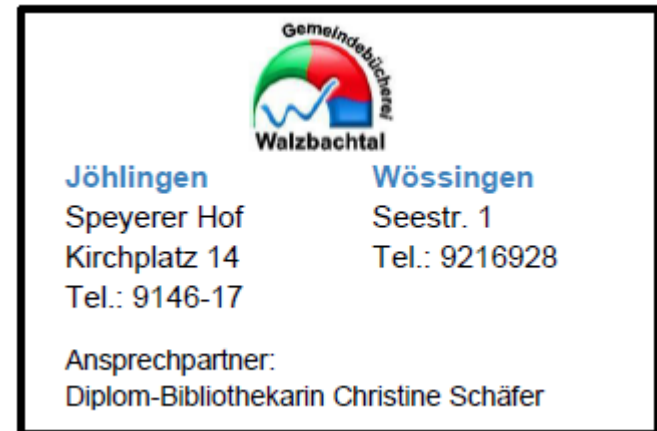 Gemeindebücherei
Walzbachtal
Jöhlingen
Speyerer Hof
Kirchplatz 14
Tel.: 9146-17
Wössingen
Seestr. 1
Tel.: 9216928
Ansprechpartner:
Diplom-Bibliothekarin Christine Schäfer